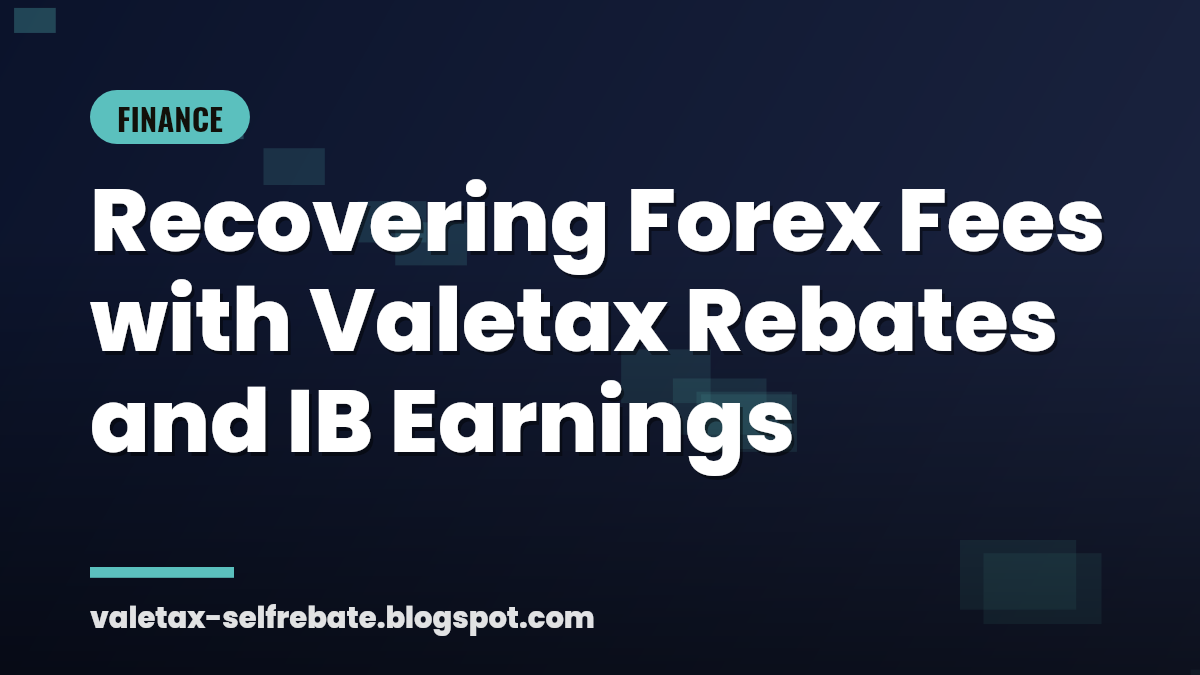 FINANCE
Recovering Forex Fees
with Valetax Rebates
and IB Earnings
valetax-selfrebate.blogspot.com